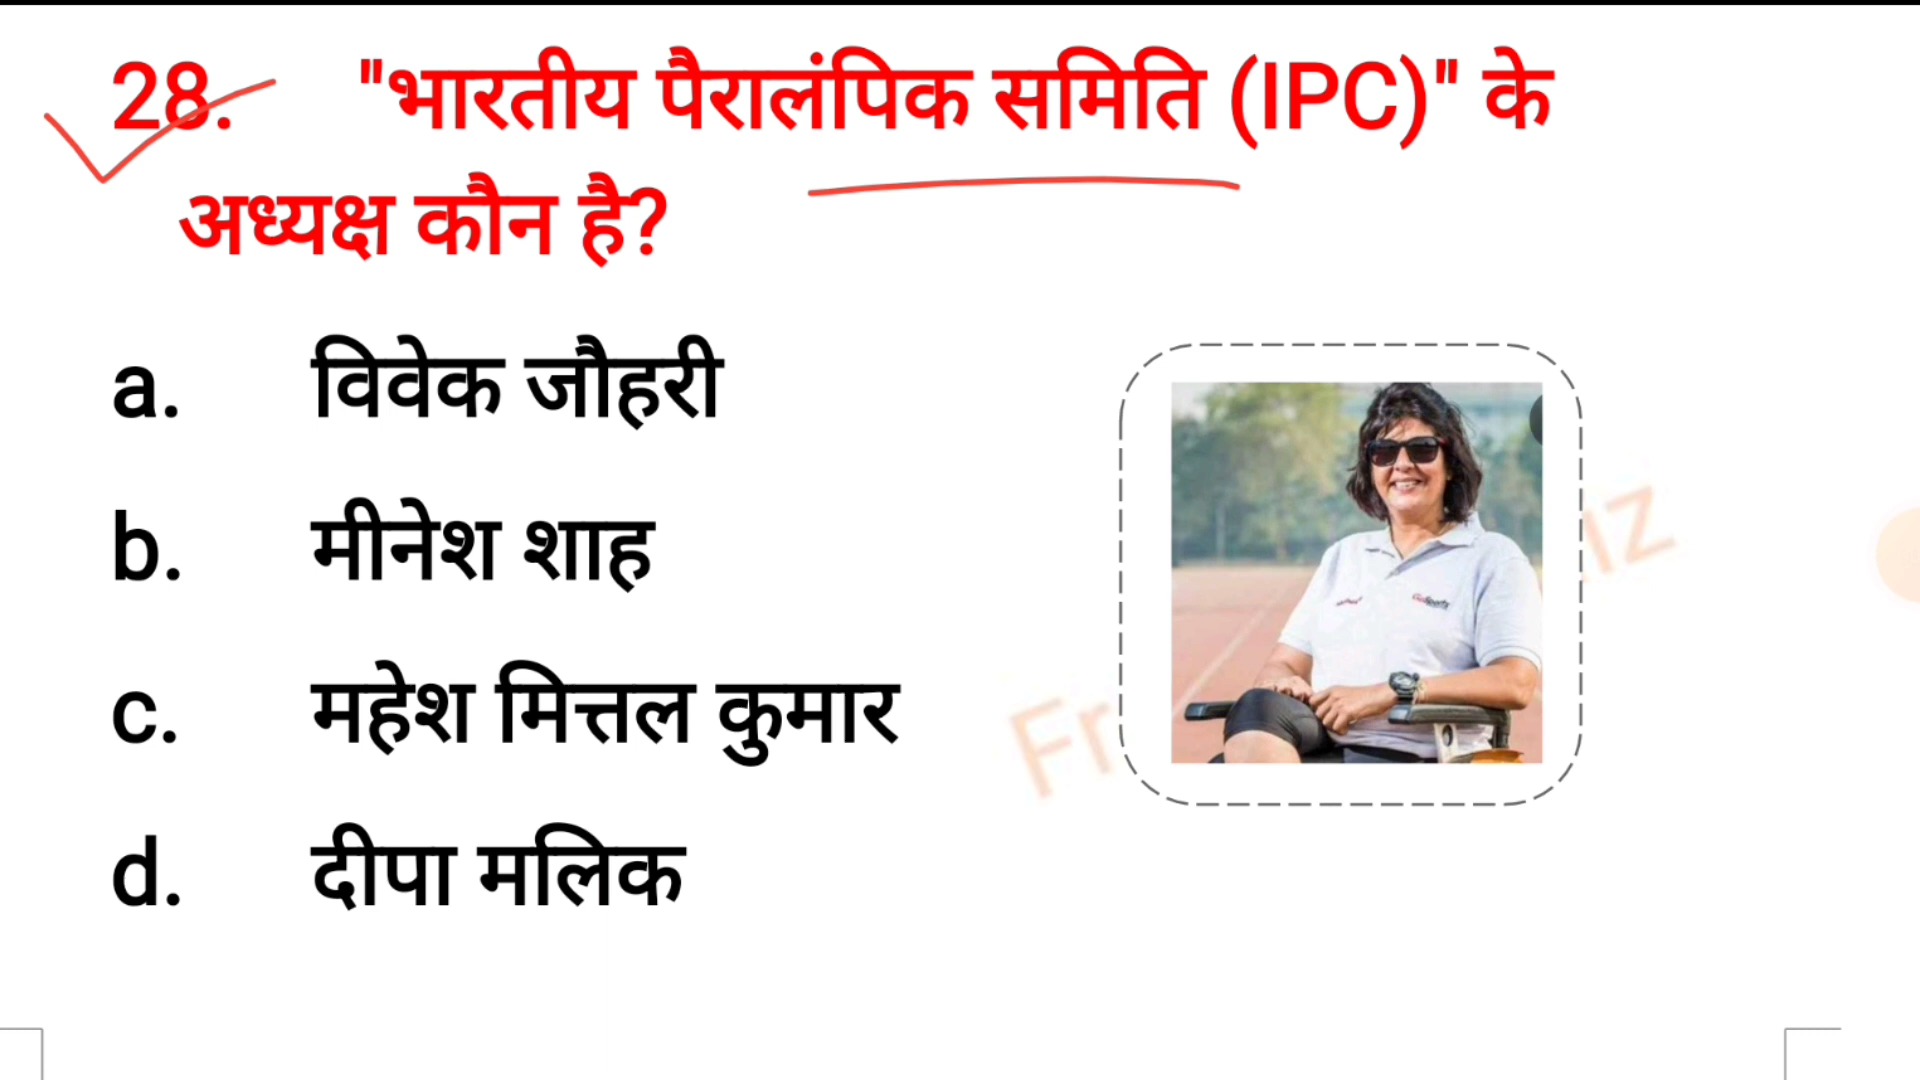 28. "भारतीय पैरालंपिक समिति (IPC)" के
अध्यक्ष कौन है?
a. विवेक जौहरी
b. मीनेश शाह
c. महेश मित्तल कुमार
d. दीपा मलिक